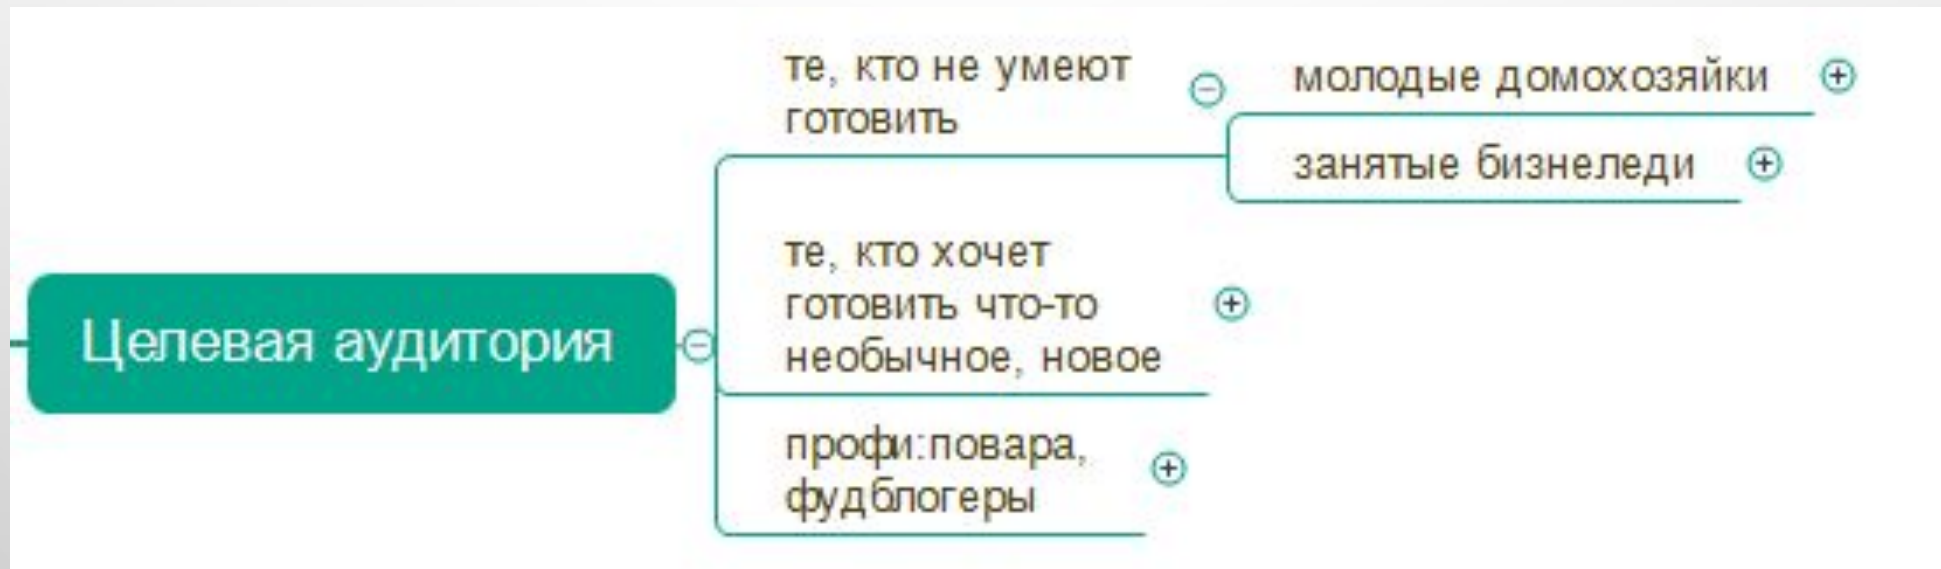 Целевая аудитория
те, кто не умеют
готовить
молодые домохозяйки
занятые бизнеледи
те, кто хочет
готовить что-то
необычное, новое
профи:повара,
фудблогеры